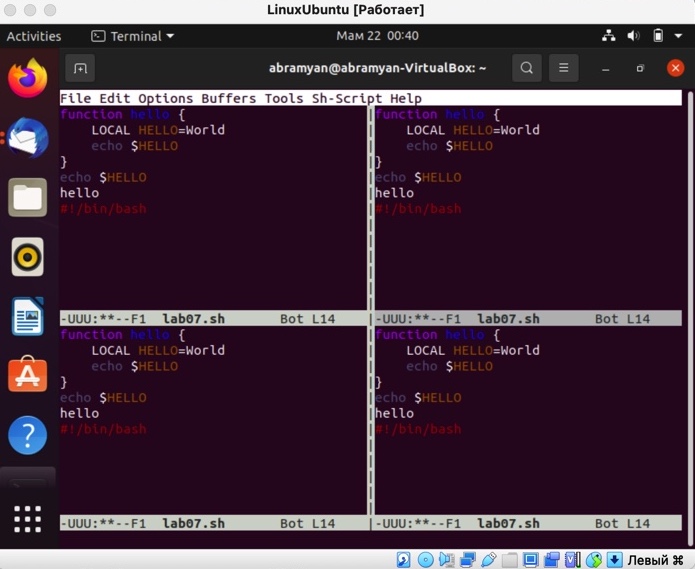 LinuxUbuntu [Работает]
Activities Terminal Мам 22 00:40
abramyan@abramyan-VirtualBox: ~
File Edit Options Buffers Tools Sh-Script Help
function hello {
LOCAL HELLO=World
echo $HELLO
}
echo $HELLO
hello
#!/bin/bash
-UUU:**--F1 lab07.sh Bot L14
function hello {
LOCAL HELLO=World
echo $HELLO
}
echo $HELLO
hello
#!/bin/bash
-UUU:**--F1 lab07.sh Bot L14
function hello {
LOCAL HELLO=World
echo $HELLO
}
echo $HELLO
hello
#!/bin/bash
-UUU:**--F1 lab07.sh Bot L14
function hello {
LOCAL HELLO=World
echo $HELLO
}
echo $HELLO
hello
#!/bin/bash
-UUU:**--F1 lab07.sh Bot L14
Левый ⌘